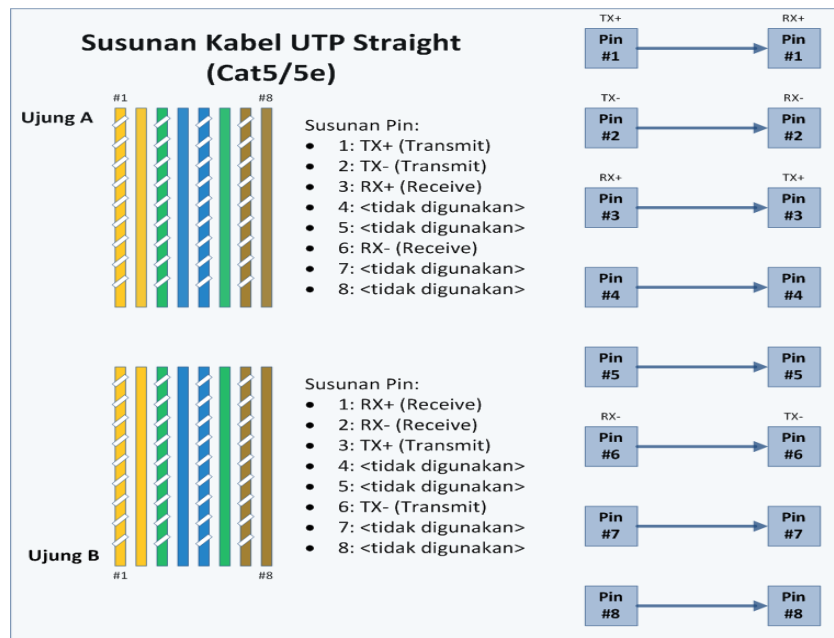 Susunan Kabel UTP Straight
(Cat5/5e)
Ujung A
#1
#8
Susunan Pin:
• 1: TX+ (Transmit)
• 2: TX- (Transmit)
• 3: RX+ (Receive)
• 4: <tidak digunakan>
• 5: <tidak digunakan>
• 6: RX- (Receive)
• 7: <tidak digunakan>
• 8: <tidak digunakan>
Ujung B
#1
#8
Susunan Pin:
• 1: RX+ (Receive)
• 2: RX- (Receive)
• 3: TX+ (Transmit)
• 4: <tidak digunakan>
• 5: <tidak digunakan>
• 6: TX- (Transmit)
• 7: <tidak digunakan>
• 8: <tidak digunakan>
TX+
RX+
Pin
#1
Pin
#1
TX-
RX-
Pin
#2
Pin
#2
RX+
TX+
Pin
#3
Pin
#3
Pin
#4
Pin
#4
Pin
#5
Pin
#5
RX-
TX-
Pin
#6
Pin
#6
Pin
#7
Pin
#7
Pin
#8
Pin
#8